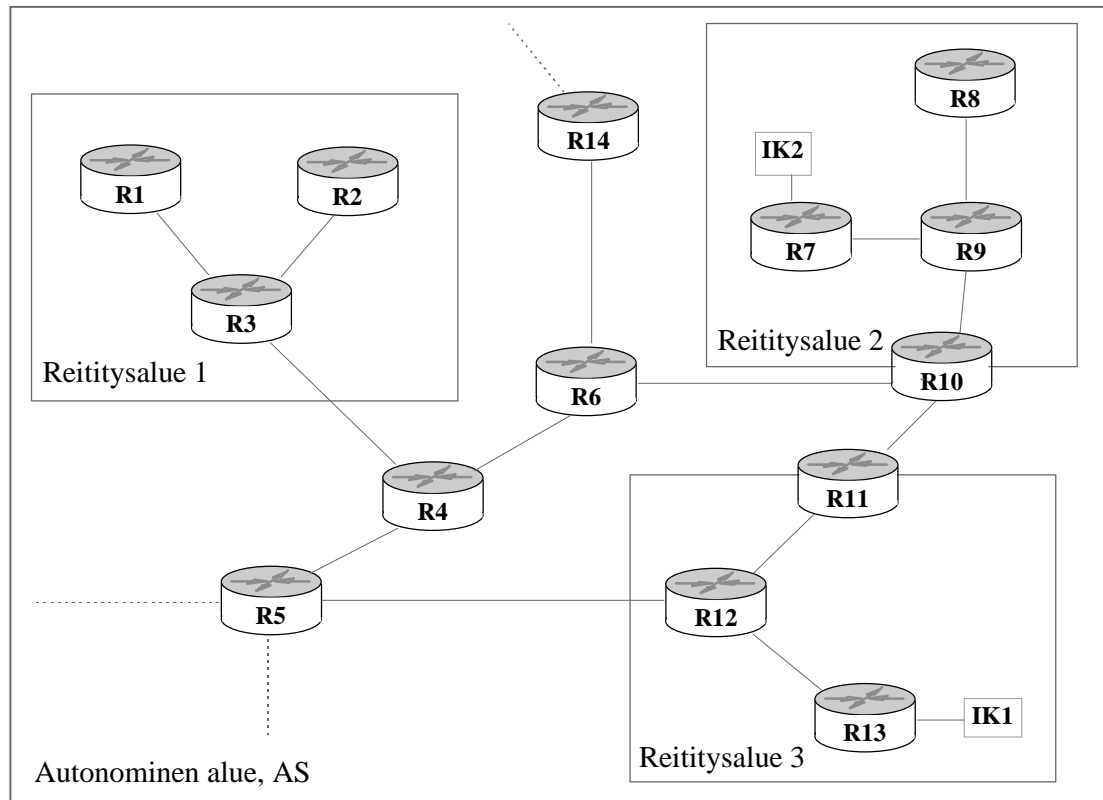 R8
R14
IK2
R1
R2
R7
R9
R3
Reititysalue 2
Reititysalue 1
R6
R10
R4
R11
R5
R12
IK1
R13
Reititysalue 3
Autonominen alue, AS